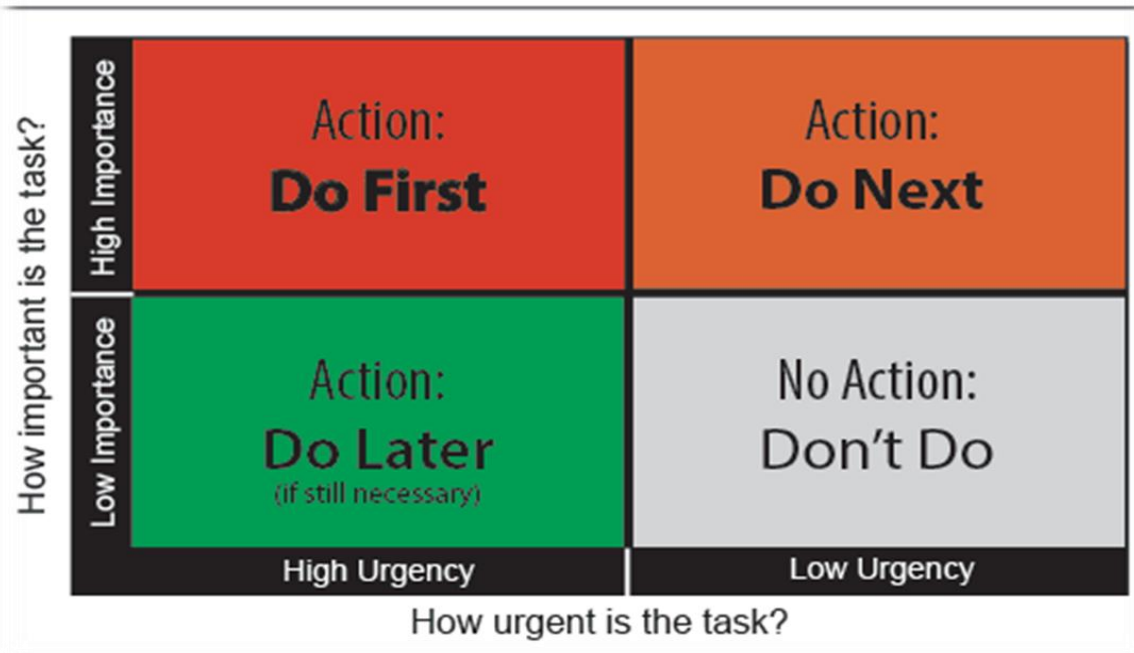 How important is the task?
High Importance
Action:
Do First
Action:
Do Next
Low Importance
Action:
Do Later
(if still necessary)
No Action:
Don't Do
High Urgency
Low Urgency
How urgent is the task?